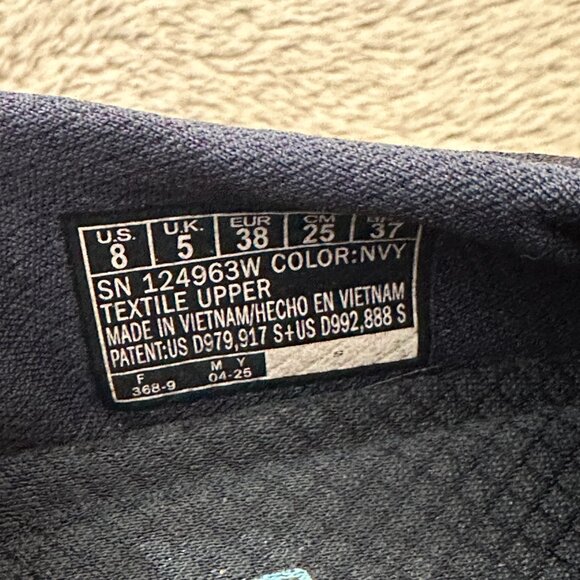 U.S. U.K. EUR CM
8 5 38 25 37
SN 124963W COLOR:NVY
TEXTILE UPPER
MADE IN VIETNAM/HECHO EN VIETNAM
PATENT:US D979,917 S+US D992,888 S
F M Y
368-9 04-25
S